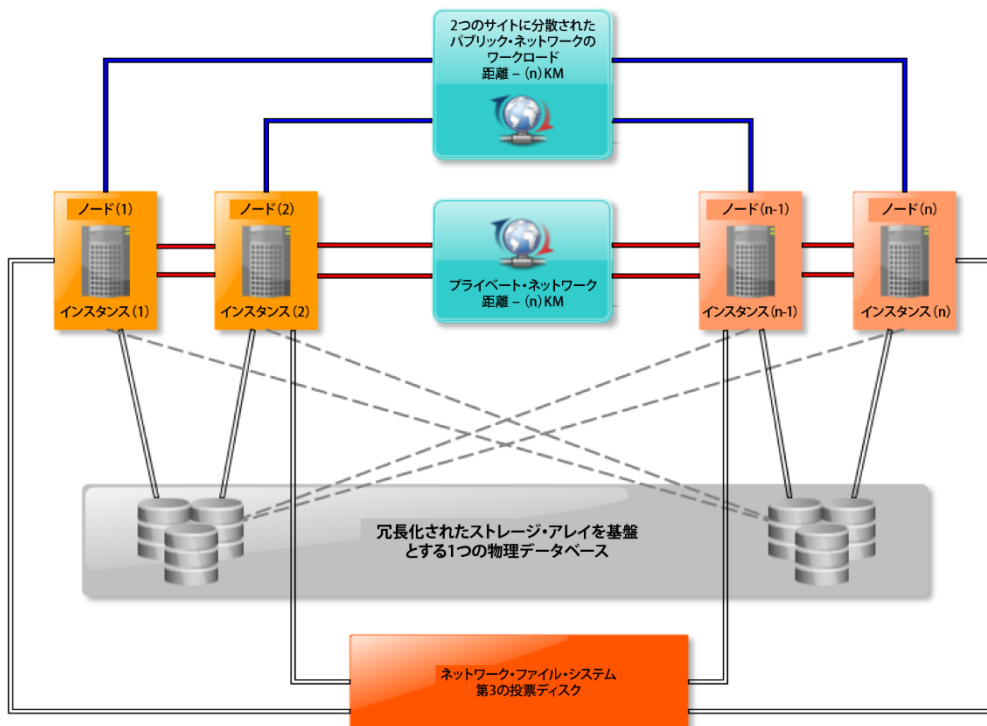 2つのサイトに分散された
パブリック・ネットワークの
ワークロード
距離 – (n) KM
ノード(1)
ノード(2)
ノード(n-1)
ノード(n)
プライベート・ネットワーク
距離 – (n) KM
インスタンス(1)
インスタンス(2)
インスタンス(n-1)
インスタンス(n)
冗長化されたストレージ・アレイを基盤
とする1つの物理データベース
ネットワーク・ファイル・システム
第3の投票ディスク